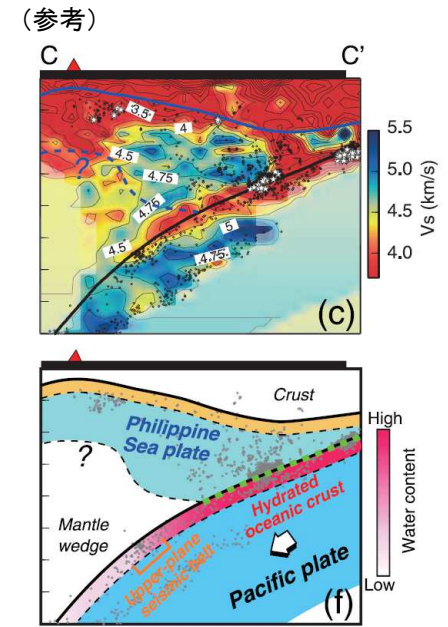 （参考）
C
C'
3.5
4
4.5
4.75
4.75
5
4.5
4.75
?
(c)
5.5
5.0
4.5
4.0
Vs (km/s)
Crust
Philippine
Sea plate
?
Hydrated
oceanic crust
Mantle
wedge
Upper-plane
seismic belt
Pacific plate
(f)
High
Water content
Low